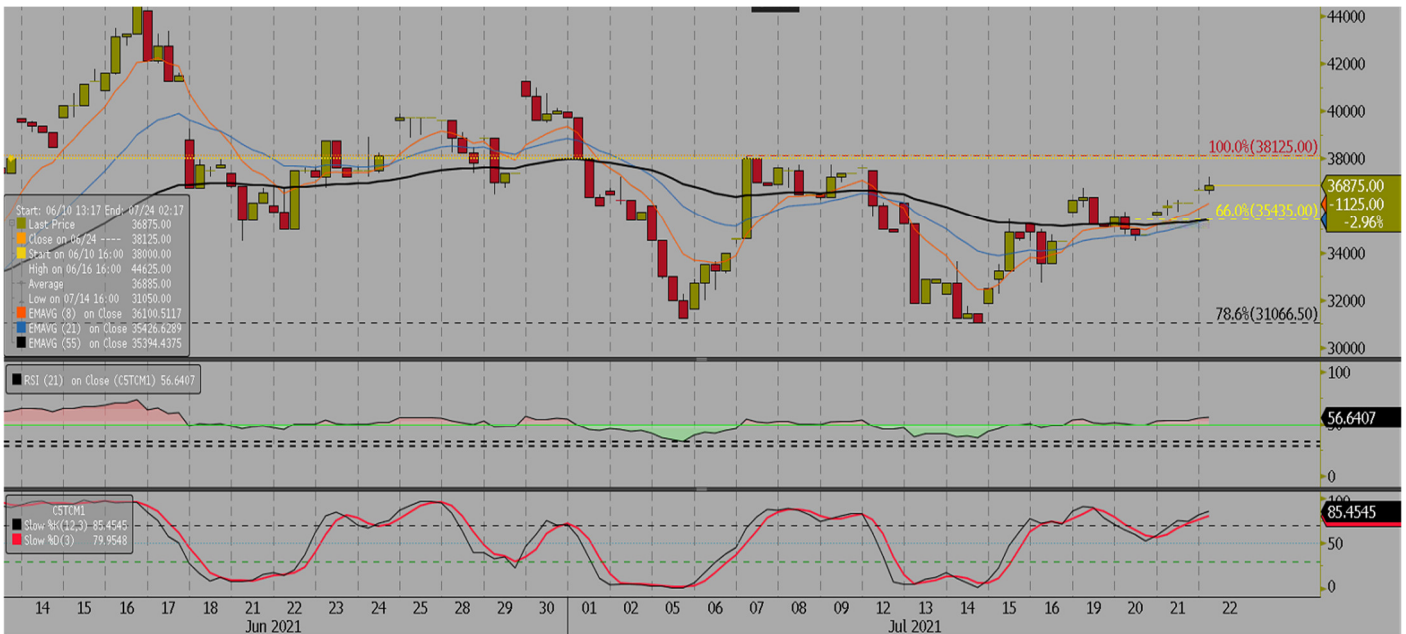 44000
42000
40000
38000
36875.00
-1125.00
-2.96%
34000
32000
30000
100.0%(38125.00)
66.0%(35435.00)
78.6%(31066.50)
Start: 06/10 13:17 End: 07/24 02:17
Last Price 36875.00
Close on 06/24 ---- 38125.00
Start on 06/10 16:00 38000.00
High on 06/16 16:00 44625.00
Average 36885.00
Low on 07/14 16:00 31050.00
EMAVG (8) on Close 36100.5117
EMAVG (21) on Close 35426.6289
EMAVG (55) on Close 35394.4375
RSI (21) on Close (C5TCM1) 56.6407
100
56.6407
50
0
C5TCM1
Slow %K(12,3) 85.4545
Slow %D(3) 79.9548
100
85.4545
50
0
14 15 16 17 18 21 22 23 24 25 28 29 30 01 02 05 06 07 08 09 12 13 14 15 16 19 20 21 22
Jun 2021 Jul 2021